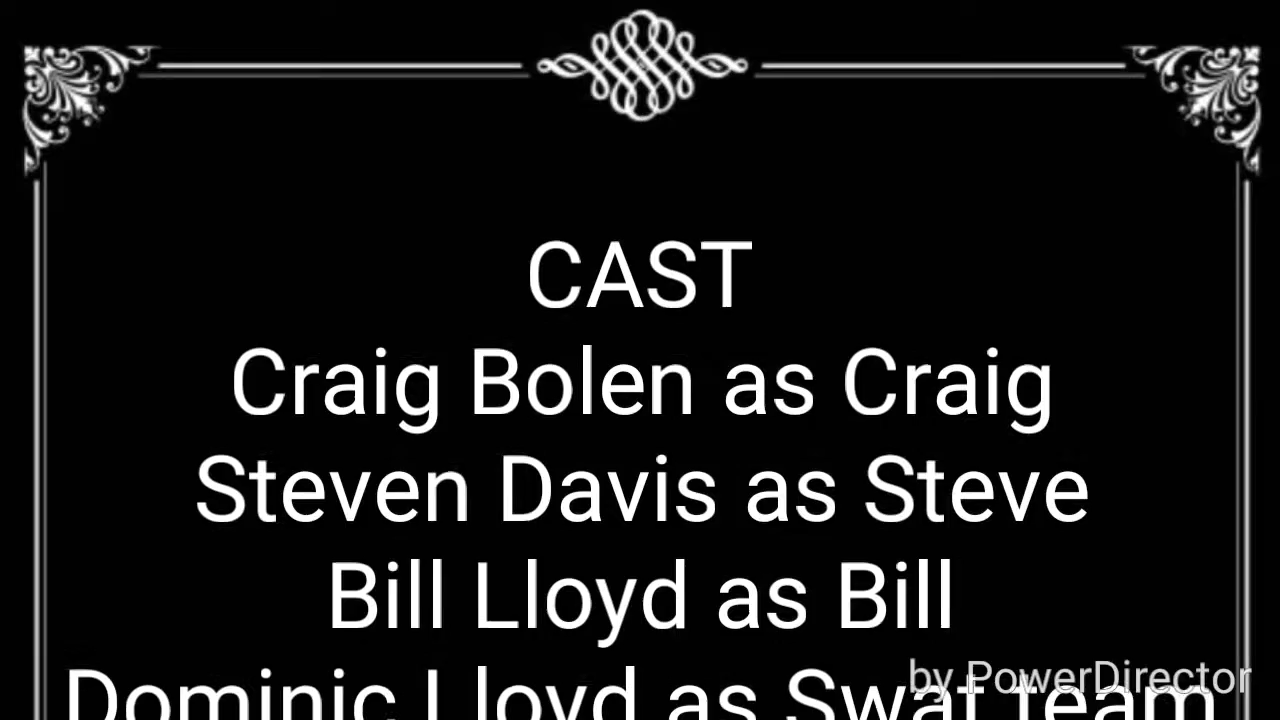 CAST
Craig Bolen as Craig
Steven Davis as Steve
Bill Lloyd as Bill
Dominic Lloyd as Swat team
by PowerDirector